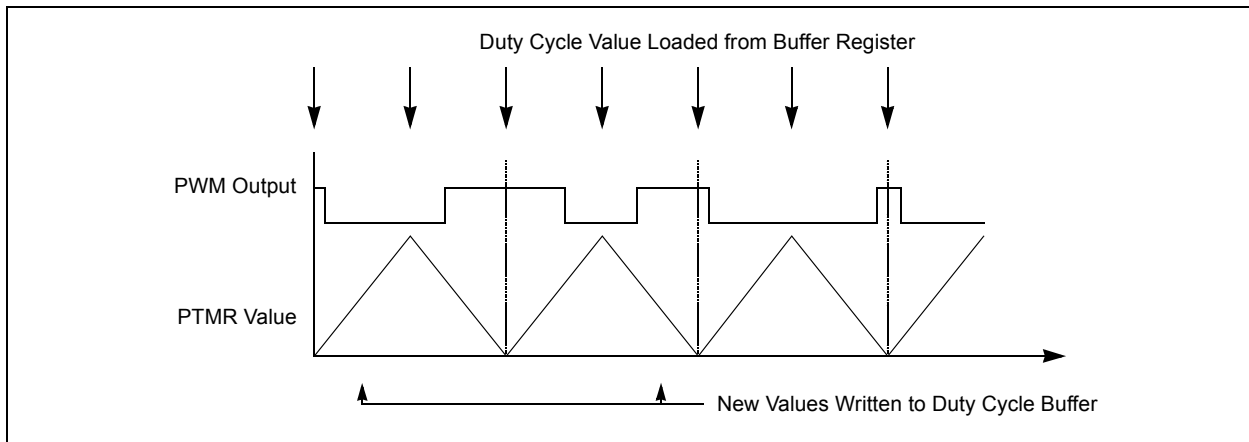 Duty Cycle Value Loaded from Buffer Register
PWM Output
PTMR Value
New Values Written to Duty Cycle Buffer